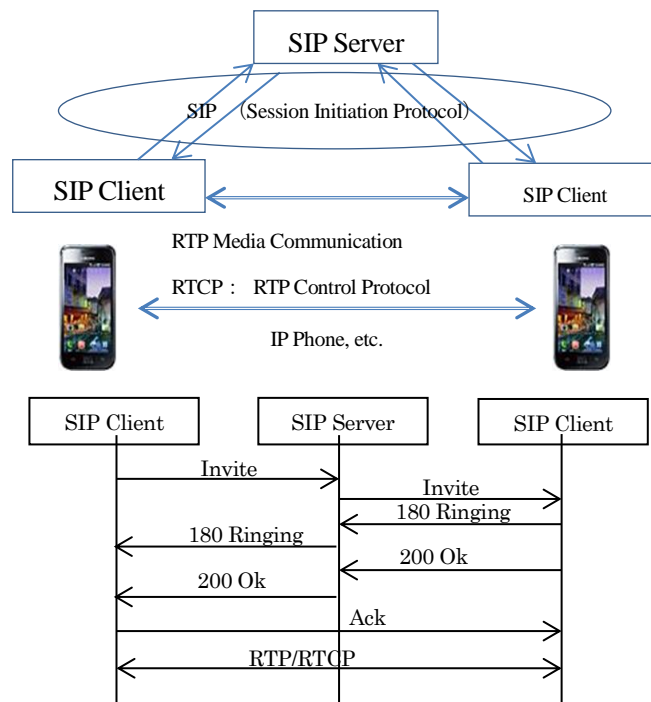 SIP Server
SIP （Session Initiation Protocol）
SIP Client
SIP Client
RTP Media Communication
RTCP： RTP Control Protocol
IP Phone, etc.
SIP Client
SIP Server
SIP Client
Invite
Invite
180 Ringing
180 Ringing
200 Ok
200 Ok
Ack
RTP/RTCP